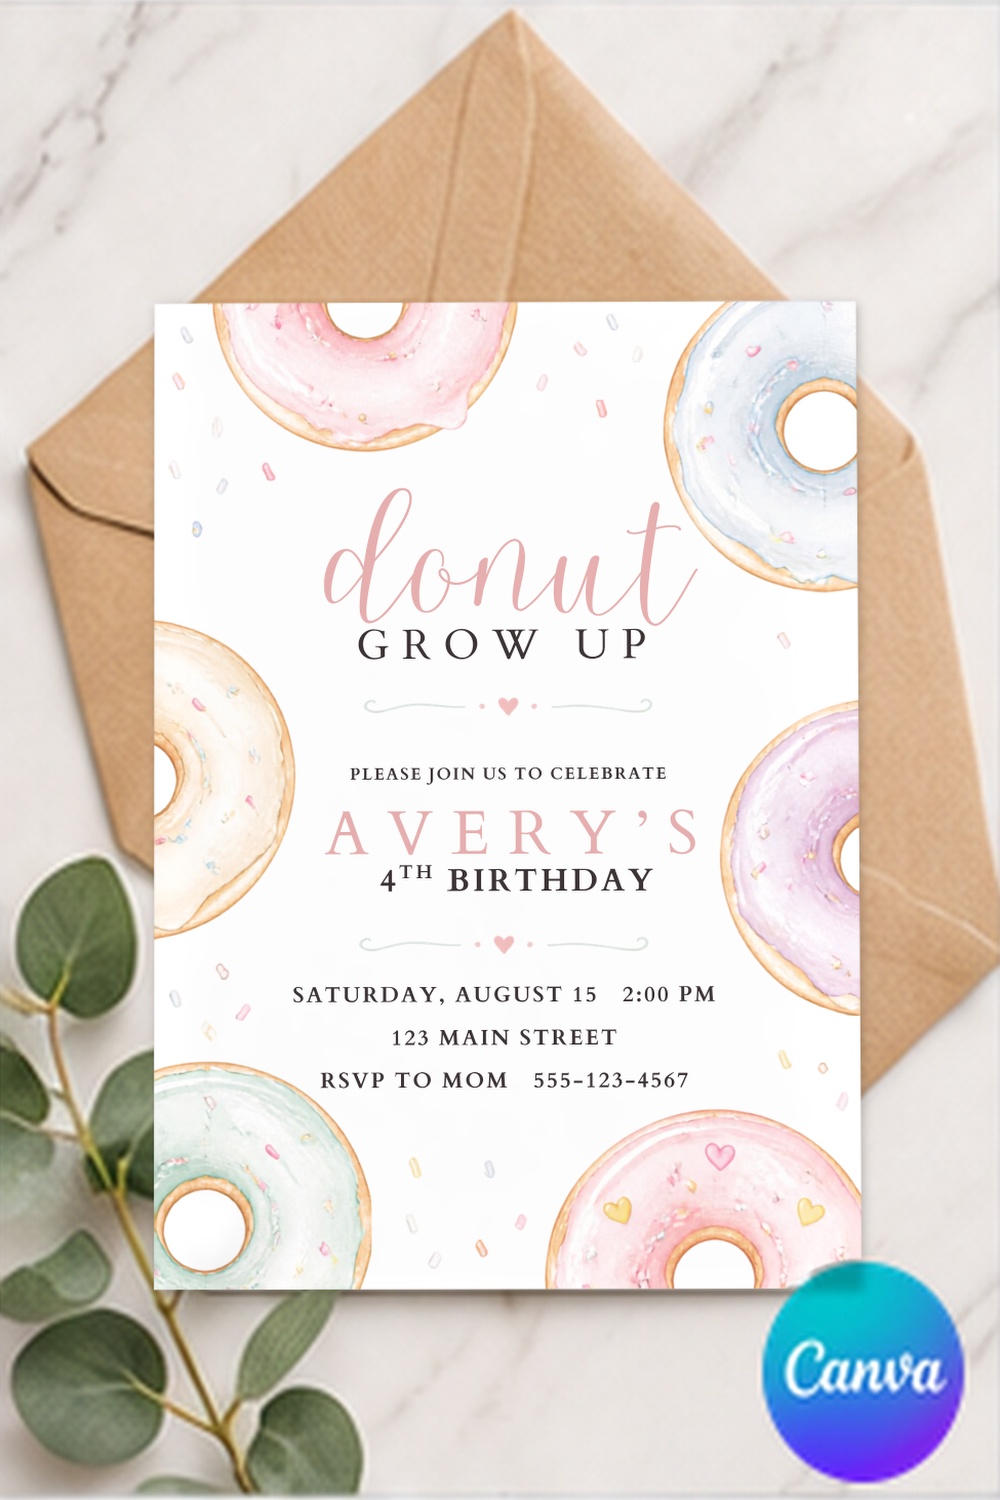 donut
GROW UP
PLEASE JOIN US TO CELEBRATE
AVERY'S
4TH BIRTHDAY
SATURDAY, AUGUST 15 2:00 PM
123 MAIN STREET
RSVP TO MOM 555-123-4567
Canva